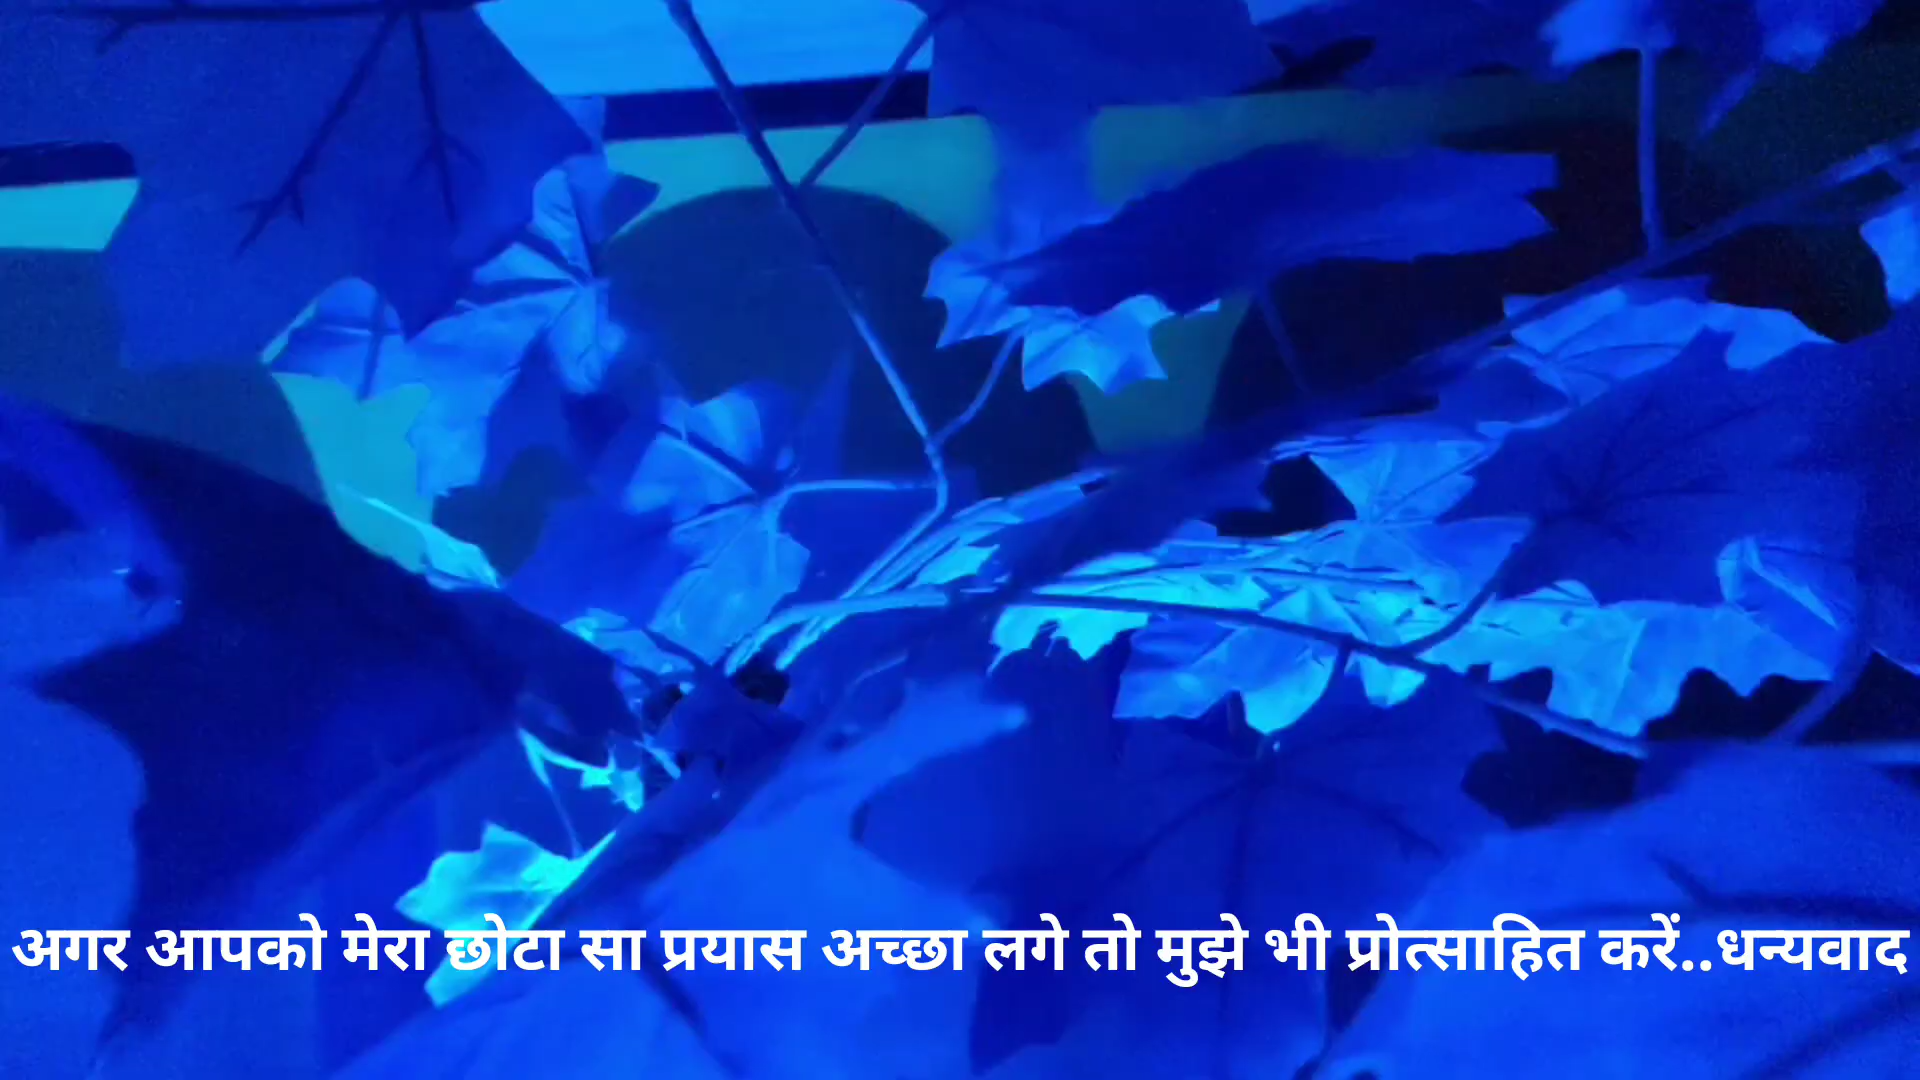 अगर आपको मेरा छोटा सा प्रयास अच्छा लगे तो मुझे भी प्रोत्साहित करें..धन्यवाद